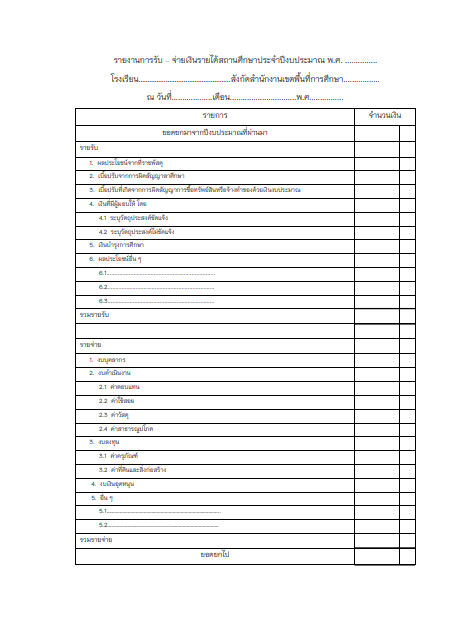 รายงานการรับ – จ่ายเงินรายได้สถานศึกษาประจำปีงบประมาณ พ.ศ. ...............
โรงเรียน............................................สังกัดสำนักงานเขตพื้นที่การศึกษา.................
ณ วันที่...................เดือน................................พ.ศ................
รายการ จำนวนเงิน
ยอดยกมาจากปีงบประมาณที่ผ่านมา
รายรับ
1. ผลประโยชน์จากที่ราชพัสดุ
2. เบี้ยปรับจากการผิดสัญญาลาศึกษา
3. เบี้ยปรับที่เกิดจากการผิดสัญญาการซื้อทรัพย์สินหรือจ้างทำของด้วยเงินงบประมาณ
4. เงินที่มีผู้มอบให้ โดย
4.1 ระบุวัตถุประสงค์ชัดแจ้ง
4.2 ระบุวัตถุประสงค์ไม่ชัดแจ้ง
5. เงินบำรุงการศึกษา
6. ผลประโยชน์อื่น ๆ
6.1............................................................
6.2............................................................
6.3............................................................
รวมรายรับ
รายจ่าย
1. งบบุคลากร
2. งบดำเนินงาน
2.1 ค่าตอบแทน
2.2 ค่าใช้สอย
2.3 ค่าวัสดุ
2.4 ค่าสาธารณูปโภค
3. งบลงทุน
3.1 ค่าครุภัณฑ์
3.2 ค่าที่ดินและสิ่งก่อสร้าง
4. งบเงินอุดหนุน
5. อื่น ๆ
5.1...............................................................
5.2..............................................................
รวมรายจ่าย
ยอดยกไป